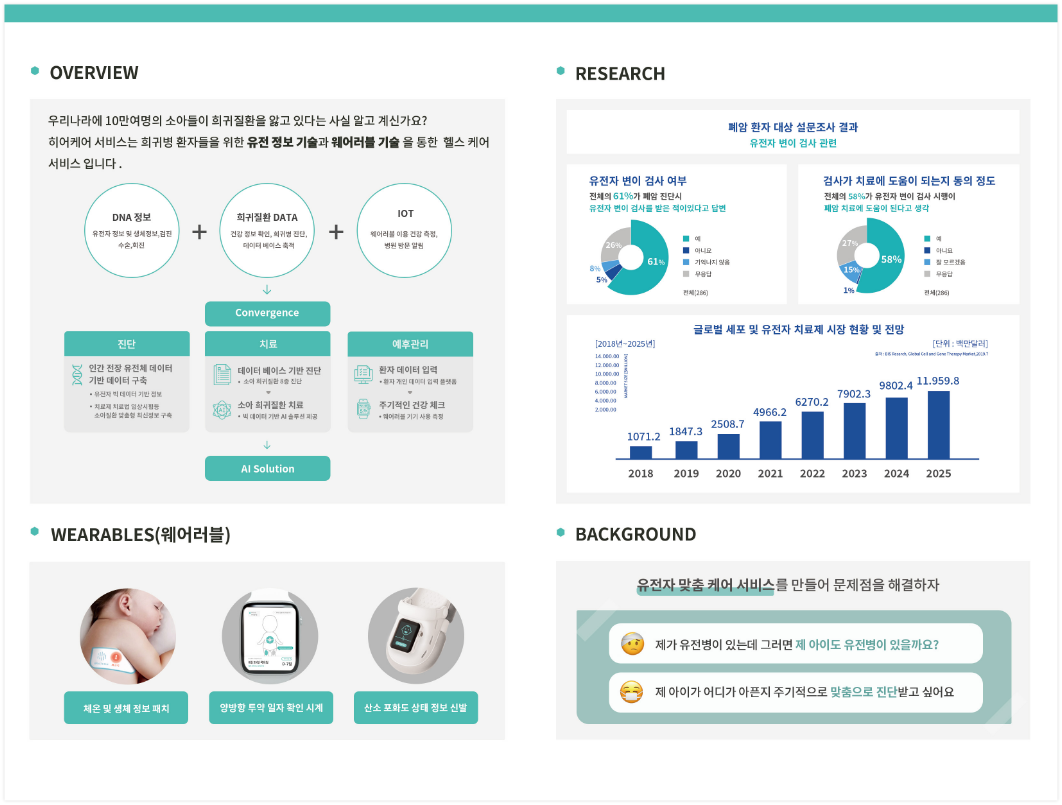 OVERVIEW
우리나라에 10만여명의 소아들이 희귀질환을 앓고 있다는 사실 알고 계신가요?
히어케어 서비스는 희귀병 환자들을 위한 유전 정보 기술과 웨어러블 기술 을 통한 헬스 케어
서비스 입니다 .
DNA 정보
유전자 정보 및 생체정보,검진
수술,회진
+
희귀질환 DATA
건강 정보 확인, 희귀병 진단,
데이터 베이스 축적
+
IOT
웨어러블 이용 건강 측정,
병원 방문 알림
Convergence
진단
인간 전장 유전체 데이터
기반 데이터 구축
• 유전자 빅 데이터 기반 정보
• 치료제 치료법 임상시험등
소아질환 맞춤형 최신정보 구축
치료
데이터 베이스 기반 진단
• 소아 희귀질환 8종 진단
소아 희귀질환 치료
• 빅 데이터 기반 AI 솔루션 제공
예후관리
환자 데이터 입력
• 환자 개인 데이터 입력 플랫폼
주기적인 건강 체크
• 웨어러블 기기 사용 측정
AI Solution
RESEARCH
폐암 환자 대상 설문조사 결과
유전자 변이 검사 관련
유전자 변이 검사 여부
전체의 61%가 폐암 진단시
유전자 변이 검사를 받은 적이있다고 답변
26%
8%
5%
61%
예
아니요
기억나지 않음
무응답
전체(286)
검사가 치료에 도움이 되는지 동의 정도
전체의 58%가 유전자 변이 검사 시행이
폐암 치료에 도움이 된다고 생각
27%
15%
1%
58%
예
아니요
잘 모르겠음
무응답
전체(286)
글로벌 세포 및 유전자 치료제 시장 현황 및 전망
[2018년~2025년]
[단위 : 백만달러]
14.000.00
12.000.00
10.000.00
8.000.00
6.000.00
4.000.00
2.000.00
1071.2
1847.3
2508.7
4966.2
6270.2
7902.3
9802.4
11.959.8
2018
2019
2020
2021
2022
2023
2024
2025
WEARABLES(웨어러블)
체온 및 생체 정보 패치
양방향 투약 일자 확인 시계
산소 포화도 상태 정보 신발
BACKGROUND
유전자 맞춤 케어 서비스를 만들어 문제점을 해결하자
제가 유전병이 있는데 그러면 제 아이도 유전병이 있을까요?
제 아이가 어디가 아픈지 주기적으로 맞춤으로 진단받고 싶어요